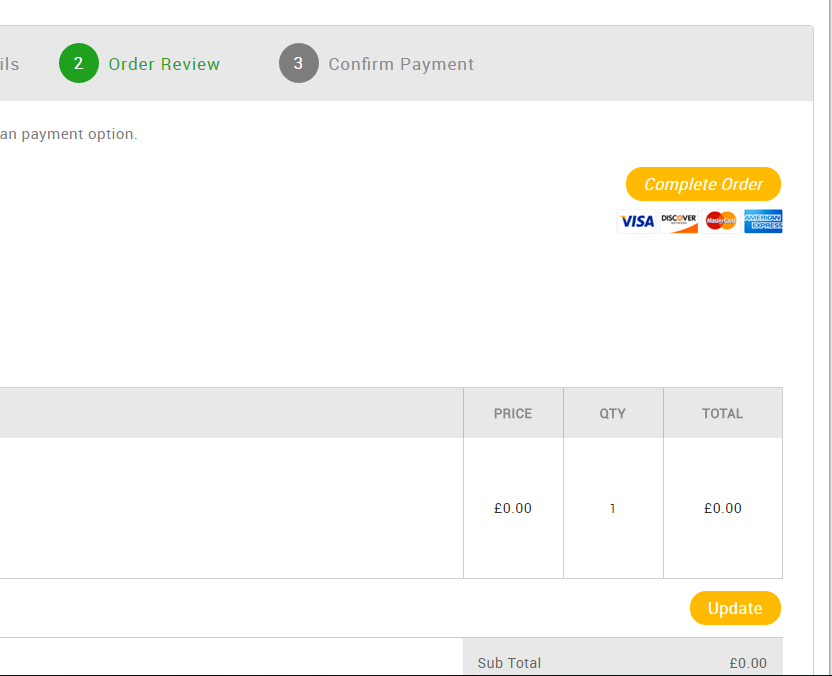 ils 2 Order Review 3 Confirm Payment
an payment option.
Complete Order
VISA DISCOVER MasterCard AMERICAN EXPRESS
PRICE QTY TOTAL
£0.00 1 £0.00
Update
Sub Total £0.00